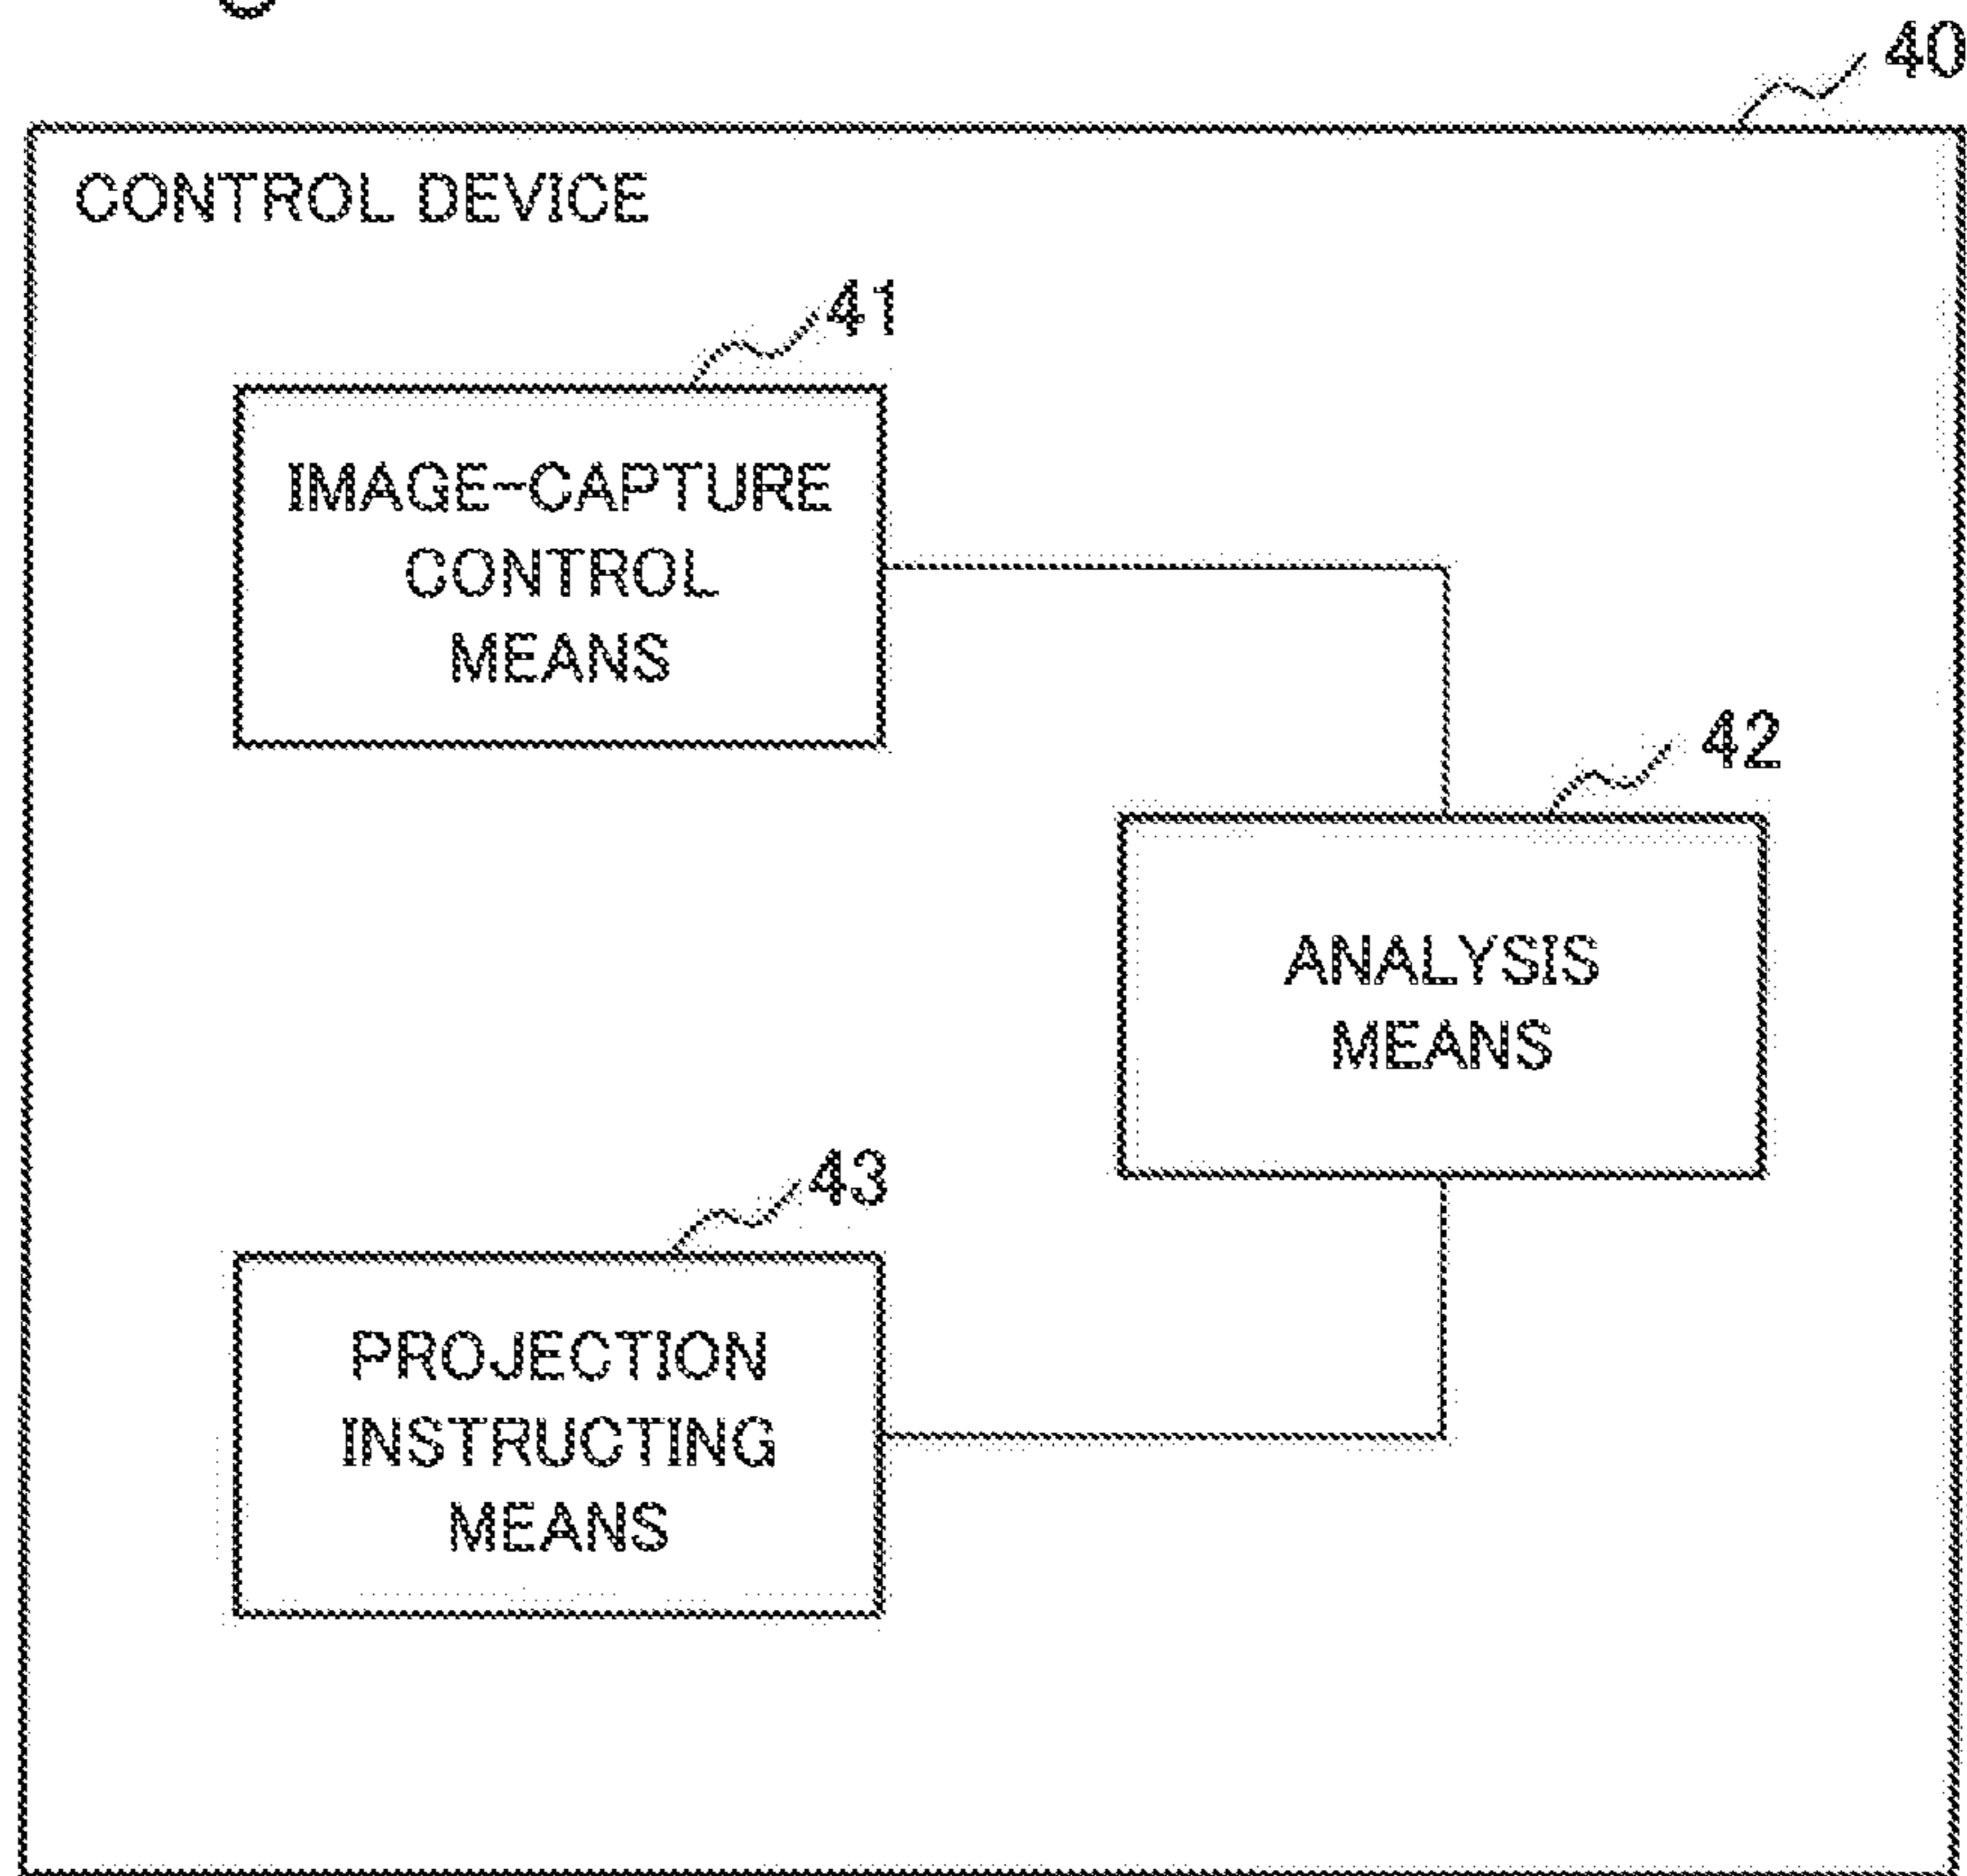 40
CONTROL DEVICE
41
IMAGE-CAPTURE
CONTROL
MEANS
42
ANALYSIS
MEANS
43
PROJECTION
INSTRUCTING
MEANS